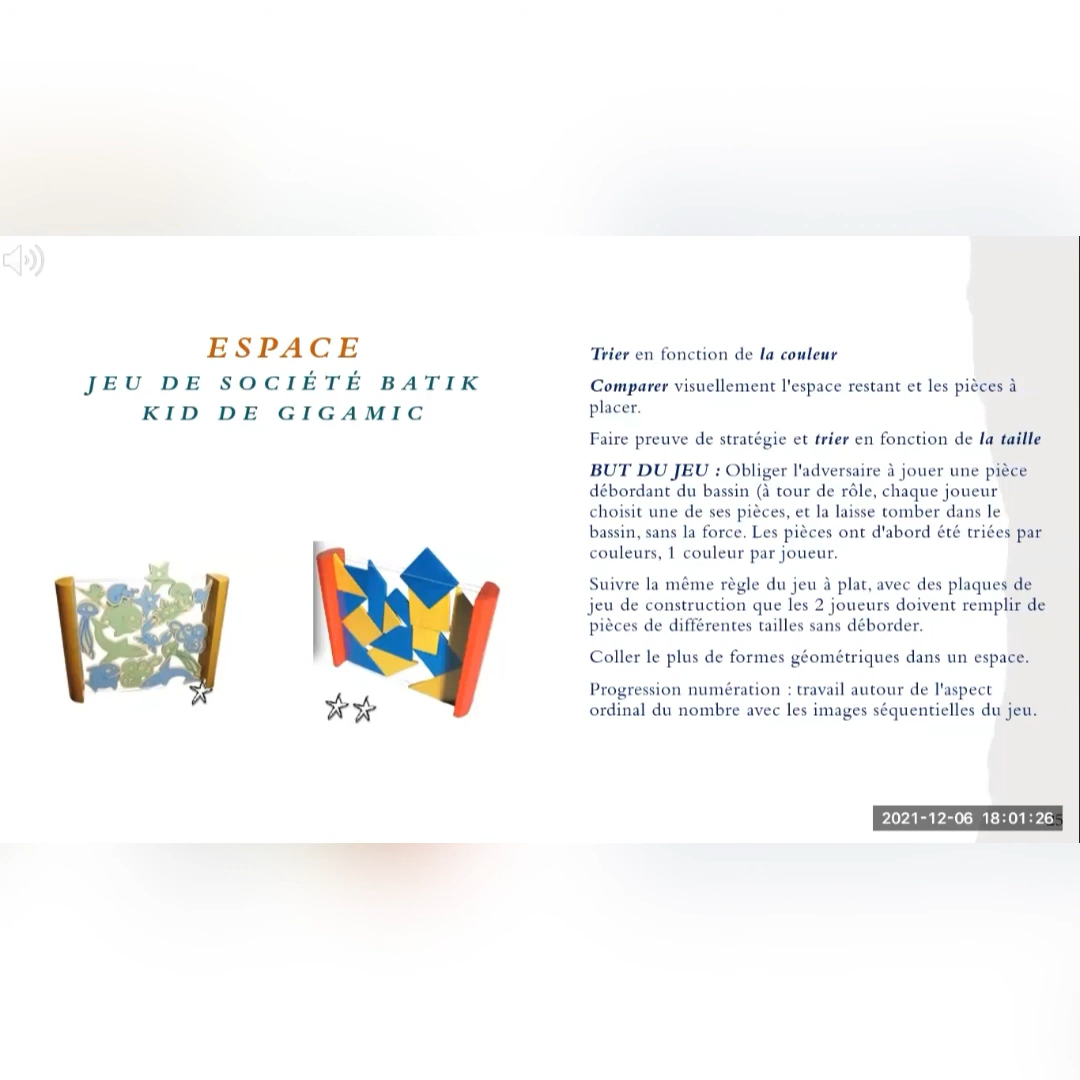 ESPACE
JEU DE SOCIÉTÉ BATIK
KID DE GIGAMIC
Trier en fonction de la couleur
Comparer visuellement l'espace restant et les pièces à
placer.
Faire preuve de stratégie et trier en fonction de la taille
BUT DU JEU : Obliger l'adversaire à jouer une pièce
débordant du bassin (à tour de rôle, chaque joueur
choisit une de ses pièces, et la laisse tomber dans le
bassin, sans la force. Les pièces ont d'abord été triées par
couleurs, 1 couleur par joueur.
Suivre la même règle du jeu à plat, avec des plaques de
jeu de construction que les 2 joueurs doivent remplir de
pièces de différentes tailles sans déborder.
Coller le plus de formes géométriques dans un espace.
Progression numération : travail autour de l'aspect
ordinal du nombre avec les images séquentielles du jeu.
2021-12-06 18:01:26